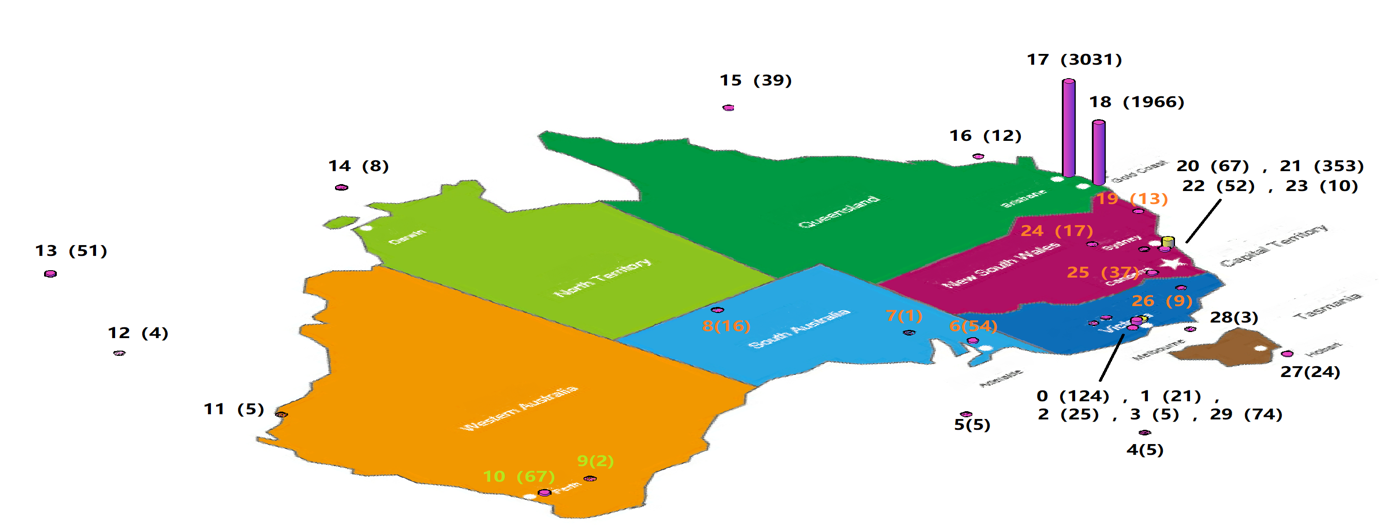 17 (3031)
15 (39)
18 (1966)
16 (12)
14 (8)
20 (67) , 21 (353)
22 (52) , 23 (10)
Gold Coast
Brisbane
19 (13)
Queensland
Darwin
24 (17)
Sydney
Capital Territory
13 (51)
New South Wales
25 (37)
North Territory
26 (9)
Tasmania
12 (4)
8(16)
South Australia
7(1)
6(54)
28(3)
Melbourne
Hobart
27(24)
Adelaide
0 (124) , 1 (21) ,
2 (25) , 3 (5) , 29 (74)
11 (5)
Western Australia
5(5)
4(5)
9(2)
10 (67)
Perth